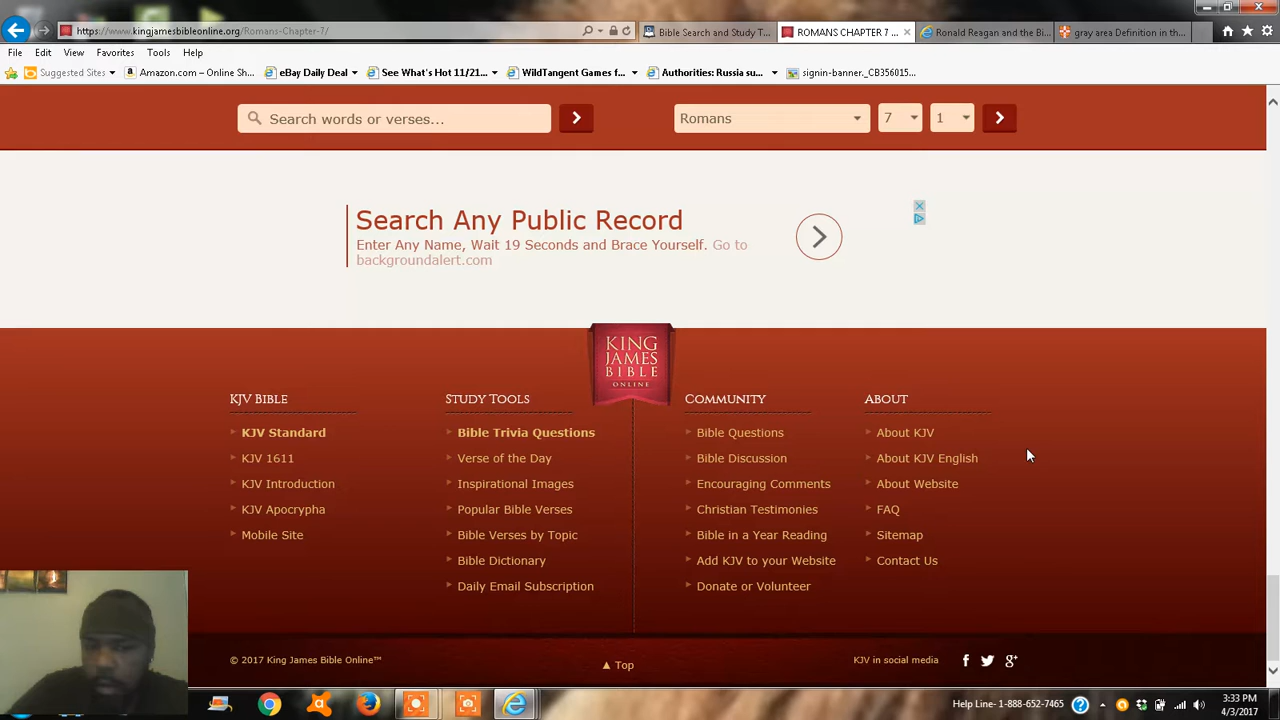 https://www.kingjamesbibleonline.org/Romans-Chapter-7/
Bible Search and Study T...
ROMANS CHAPTER 7 ...
Ronald Reagan and the Bi...
gray area Definition in th...
File Edit View Favorites Tools Help
Suggested Sites
Amazon.com – Online Sh...
eBay Daily Deal
See What's Hot 11/21...
WildTangent Games f...
Authorities: Russia su...
signin-banner._CB356015...
Search words or verses...
Romans
7
1
Search Any Public Record
Enter Any Name, Wait 19 Seconds and Brace Yourself. Go to
backgroundalert.com
KING
JAMES
BIBLE
ONLINE
KJV BIBLE
KJV Standard
KJV 1611
KJV Introduction
KJV Apocrypha
Mobile Site
STUDY TOOLS
Bible Trivia Questions
Verse of the Day
Inspirational Images
Popular Bible Verses
Bible Verses by Topic
Bible Dictionary
Daily Email Subscription
COMMUNITY
Bible Questions
Bible Discussion
Encouraging Comments
Christian Testimonies
Bible in a Year Reading
Add KJV to your Website
Donate or Volunteer
ABOUT
About KJV
About KJV English
About Website
FAQ
Sitemap
Contact Us
© 2017 King James Bible Online™
Top
KJV in social media
Help Line- 1-888-652-7465
3:33 PM
4/3/2017